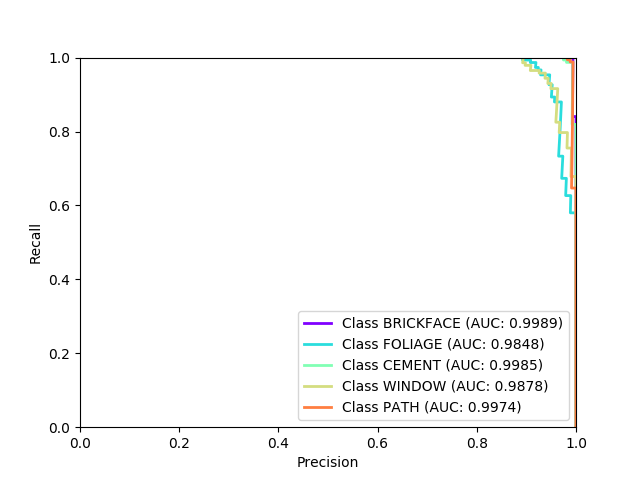 1.0
0.8
0.6
0.4
0.2
0.0
Recall
Class BRICKFACE (AUC: 0.9989)
Class FOLIAGE (AUC: 0.9848)
Class CEMENT (AUC: 0.9985)
Class WINDOW (AUC: 0.9878)
Class PATH (AUC: 0.9974)
0.0 0.2 0.4 0.6 0.8 1.0
Precision